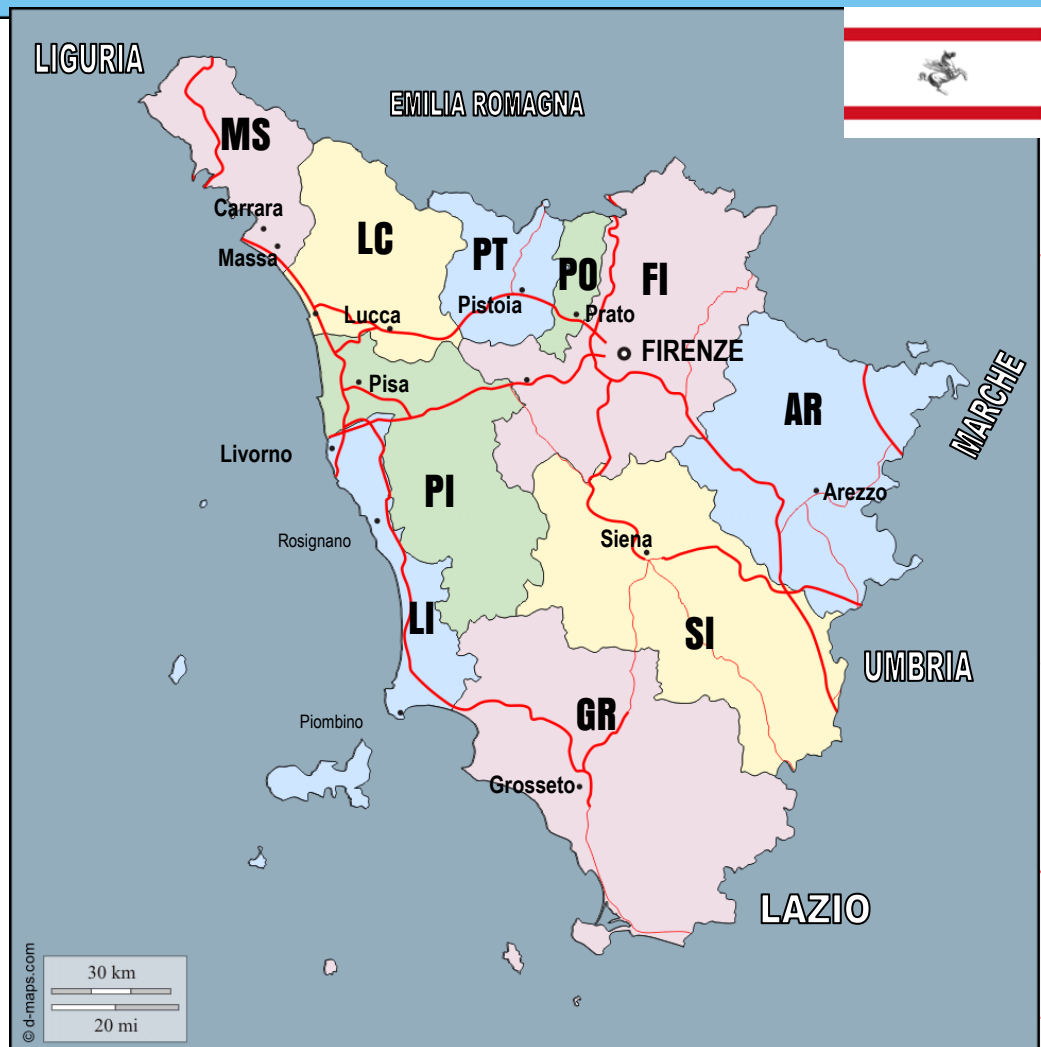 LIGURIA
EMILIA ROMAGNA
MS
Carrara
Massa
LC
Lucca
PT
Pistoia
PO
Prato
FI
FIRENZE
Pisa
AR
MARCHE
Livorno
PI
Arezzo
Rosignano
Siena
LI
SI
UMBRIA
Piombino
GR
Grosseto
LAZIO
30 km
20 mi
© d-maps.com